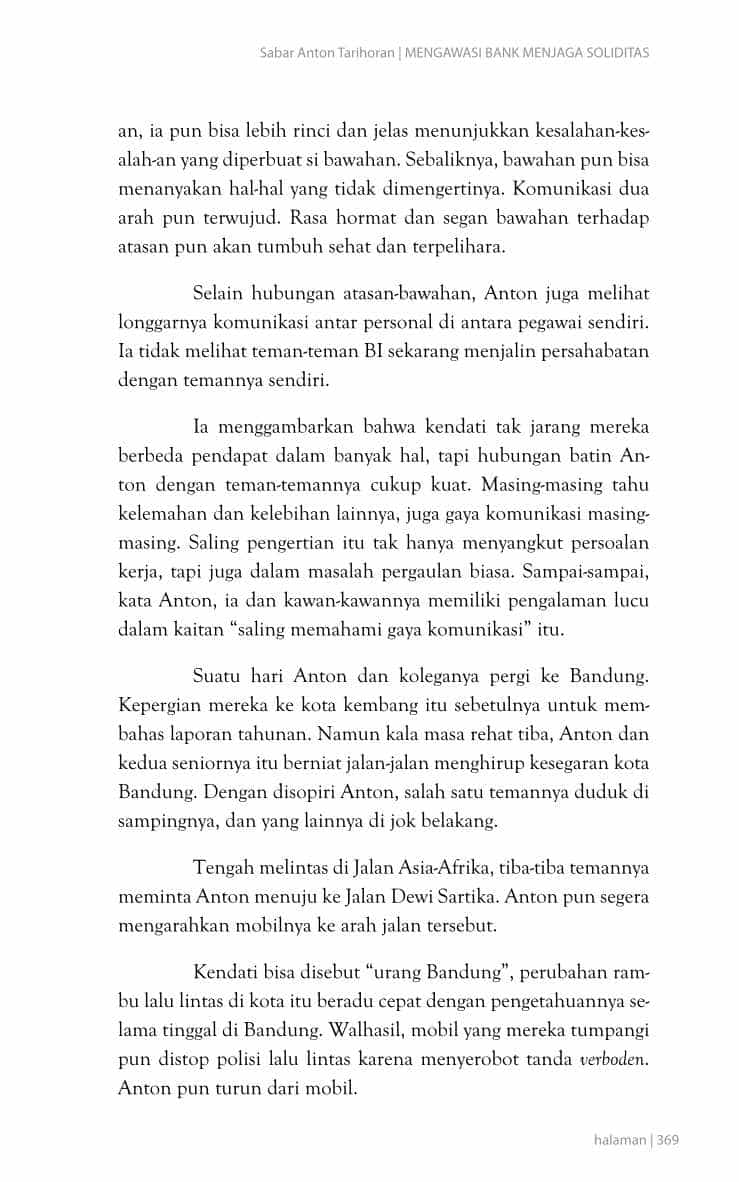 Sabar Anton Tarihoran | MENGAWASI BANK MENJAGA SOLIDITAS
an, ia pun bisa lebih rinci dan jelas menunjukkan kesalahan-kes-
alah-an yang diperbuat si bawahan. Sebaliknya, bawahan pun bisa
menanyakan hal-hal yang tidak dimengertinya. Komunikasi dua
arah pun terwujud. Rasa hormat dan segan bawahan terhadap
atasan pun akan tumbuh sehat dan terpelihara.
Selain hubungan atasan-bawahan, Anton juga melihat
longgarnya komunikasi antar personal di antara pegawai sendiri.
Ia tidak melihat teman-teman BI sekarang menjalin persahabatan
dengan temannya sendiri.
Ia menggambarkan bahwa kendati tak jarang mereka
berbeda pendapat dalam banyak hal, tapi hubungan batin An-
ton dengan teman-temannya cukup kuat. Masing-masing tahu
kelemahan dan kelebihan lainnya, juga gaya komunikasi masing-
masing. Saling pengertian itu tak hanya menyangkut persoalan
kerja, tapi juga dalam masalah pergaulan biasa. Sampai-sampai,
kata Anton, ia dan kawan-kawannya memiliki pengalaman lucu
dalam kaitan “saling memahami gaya komunikasi” itu.
Suatu hari Anton dan koleganya pergi ke Bandung.
Kepergian mereka ke kota kembang itu sebetulnya untuk mem-
bahas laporan tahunan. Namun kala masa rehat tiba, Anton dan
kedua seniornya itu berniat jalan-jalan menghirup kesegaran kota
Bandung. Dengan disopiri Anton, salah satu temannya duduk di
sampingnya, dan yang lainnya di jok belakang.
Tengah melintas di Jalan Asia-Afrika, tiba-tiba temannya
meminta Anton menuju ke Jalan Dewi Sartika. Anton pun segera
mengarahkan mobilnya ke arah jalan tersebut.
Kendati bisa disebut “urang Bandung”, perubahan ram-
bu lalu lintas di kota itu beradu cepat dengan pengetahuannya se-
lama tinggal di Bandung. Walhasil, mobil yang mereka tumpangi
pun distop polisi lalu lintas karena menyerobot tanda verboden.
Anton pun turun dari mobil.
halaman | 369